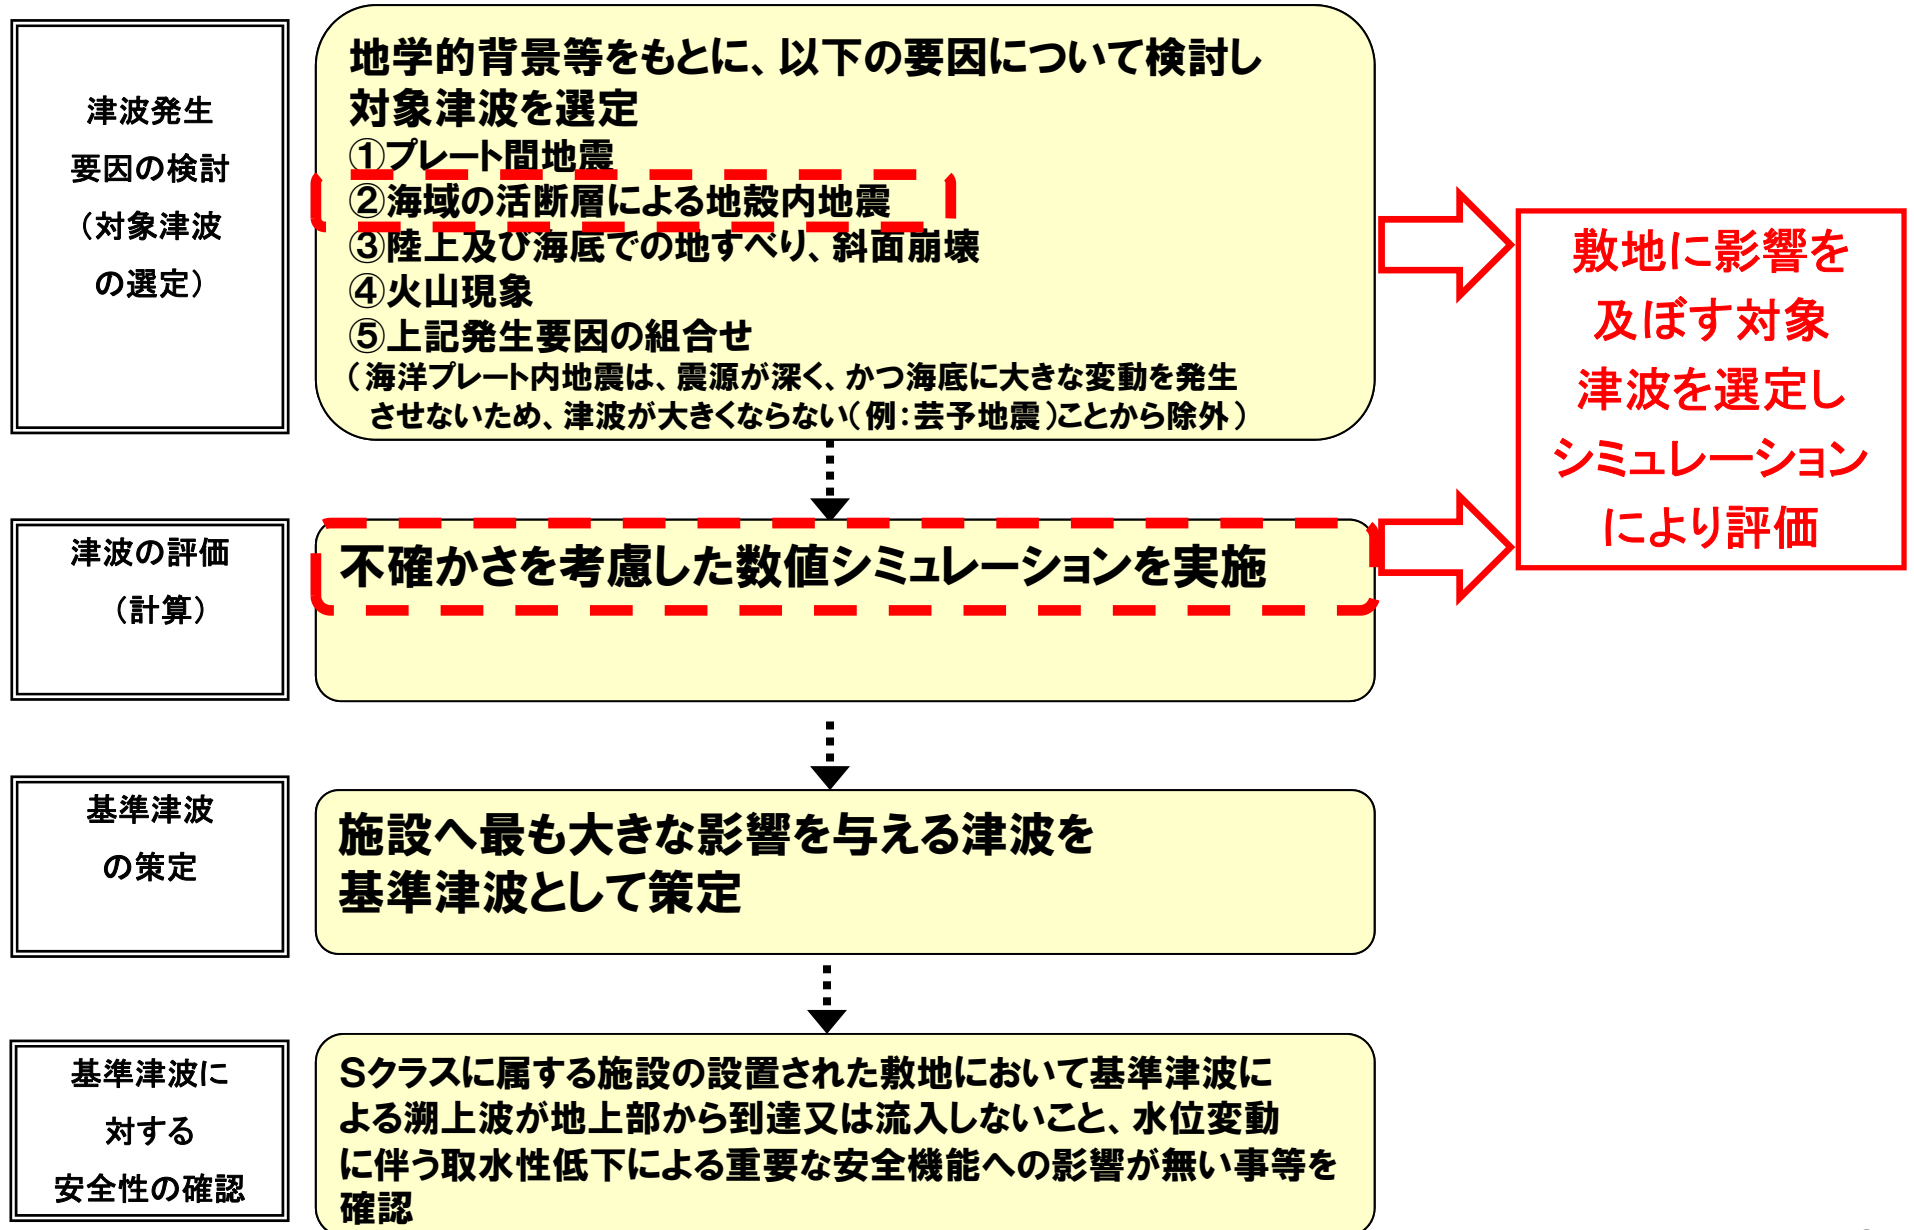 津波発生
要因の検討
（対象津波
の選定）
地学的背景等をもとに、以下の要因について検討し
対象津波を選定
①プレート間地震
②海域の活断層による地殻内地震
③陸上及び海底での地すべり、斜面崩壊
④火山現象
⑤上記発生要因の組合せ
（海洋プレート内地震は、震源が深く、かつ海底に大きな変動を発生
させないため、津波が大きくならない（例：芸予地震）ことから除外）
敷地に影響を
及ぼす対象
津波を選定し
シミュレーション
により評価
津波の評価
（計算）
不確かさを考慮した数値シミュレーションを実施
基準津波
の策定
施設へ最も大きな影響を与える津波を
基準津波として策定
基準津波に
対する
安全性の確認
Sクラスに属する施設の設置された敷地において基準津波に
よる溯上波が地上部から到達又は流入しないこと、水位変動
に伴う取水性低下による重要な安全機能への影響が無い事等を
確認